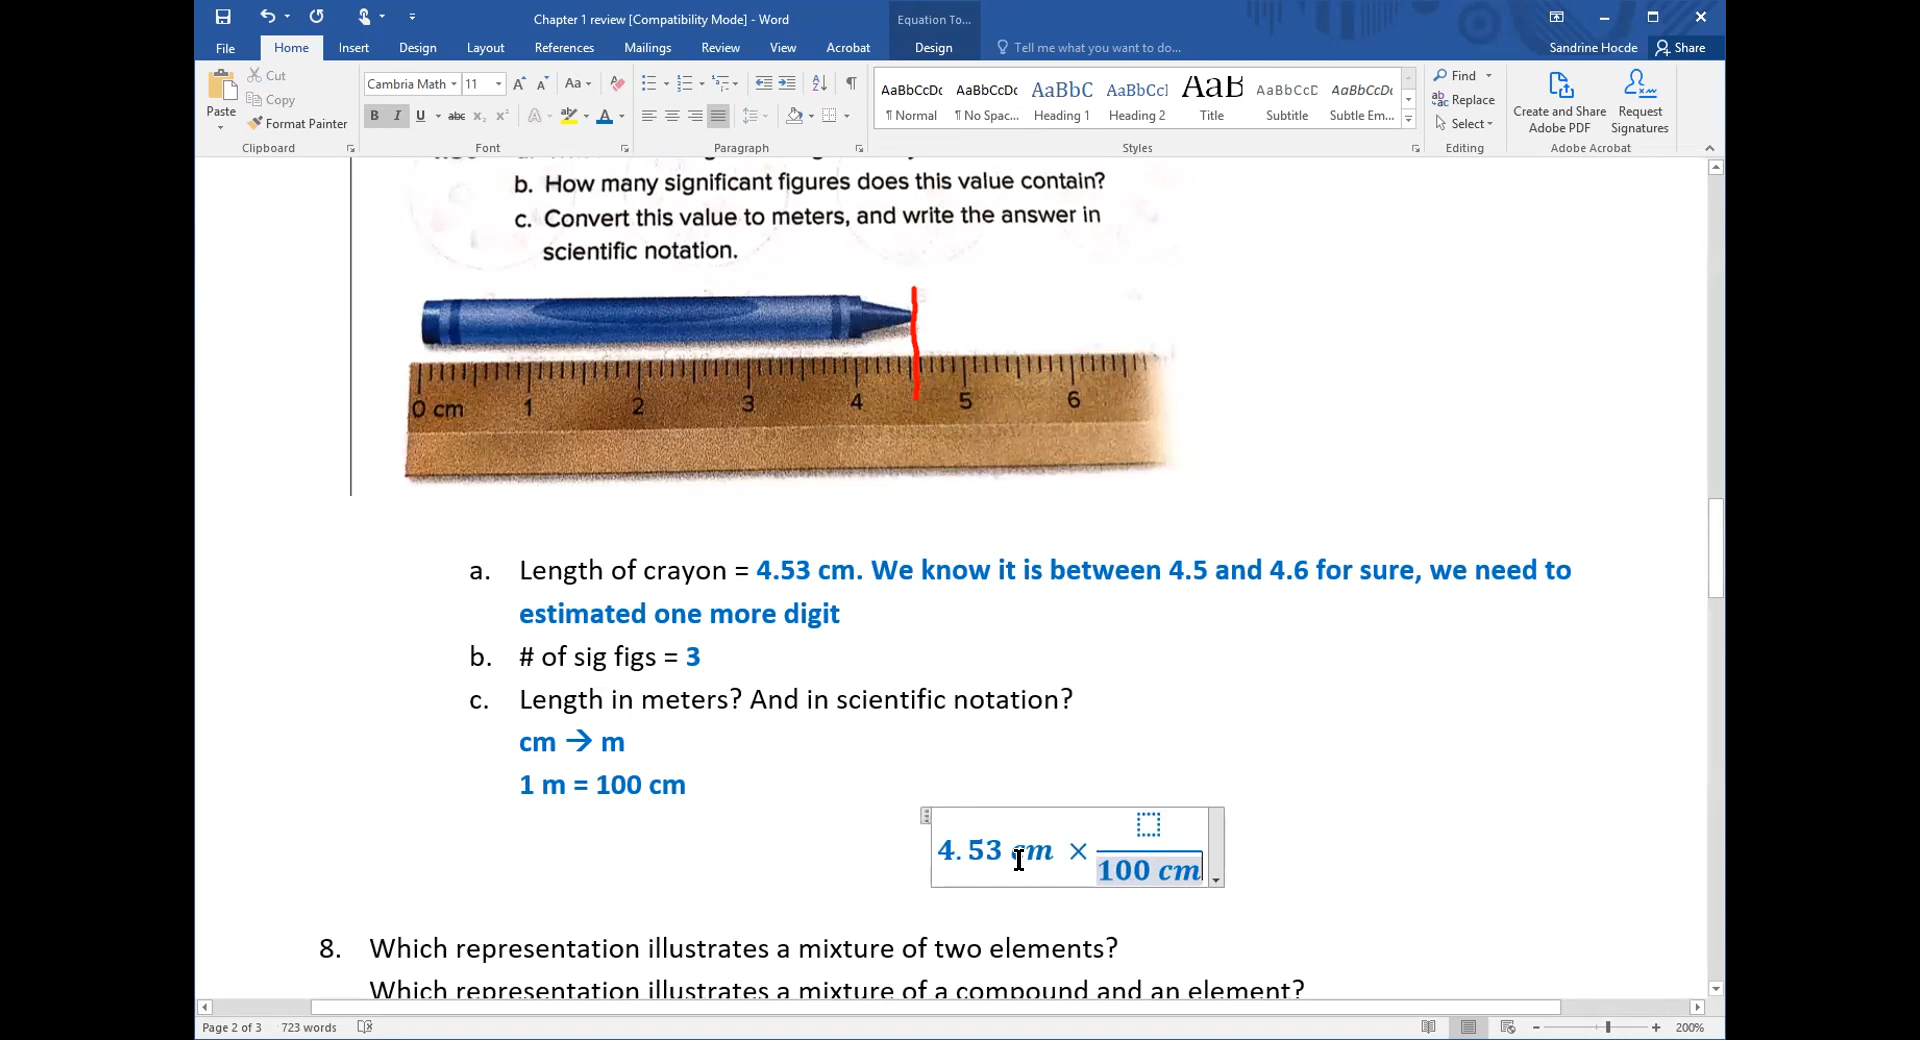 Chapter 1 review [Compatibility Mode] - Word
Equation To...
File Home Insert Design Layout References Mailings Review View Acrobat Design Tell me what you want to do... Sandrine Hocde Share
Cut
Copy
Paste
Format Painter
Clipboard
Cambria Math 11 Aa
B I U abc x₂ x² A A
Font
Paragraph
AaBbCcDc AaBbCcDc AaBbC AaBbCcI AaB AaBbCcD AaBbCcDc
¶ Normal ¶ No Spac... Heading 1 Heading 2 Title Subtitle Subtle Em...
Styles
Find
Replace
Select
Editing
Create and Share Adobe PDF
Request Signatures
Adobe Acrobat
b. How many significant figures does this value contain?
c. Convert this value to meters, and write the answer in
scientific notation.
0 cm 1 2 3 4 5 6
a. Length of crayon = 4.53 cm. We know it is between 4.5 and 4.6 for sure, we need to
estimated one more digit
b. # of sig figs = 3
c. Length in meters? And in scientific notation?
cm → m
1 m = 100 cm
4.53 cm ×
100 cm
8. Which representation illustrates a mixture of two elements?
Which representation illustrates a mixture of a compound and an element?
Page 2 of 3 723 words 200%